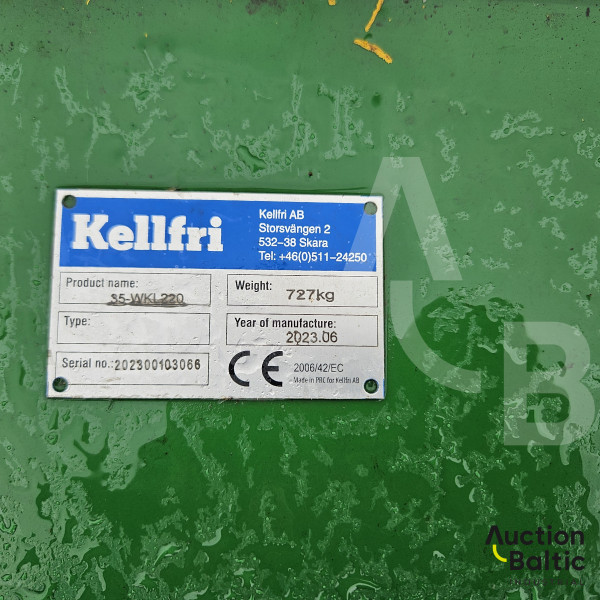 Kellfri
Kellfri AB
Storsvängen 2
532-38 Skara
Tel: +46(0)511-24250
Product name:
35-WKL220
Weight:
727kg
Type:
Year of manufacture:
2023.06
Serial no.:202300103066
CE
2006/42/EC
Made in PRC for Kellfri AB
A
B
Auction
Baltic